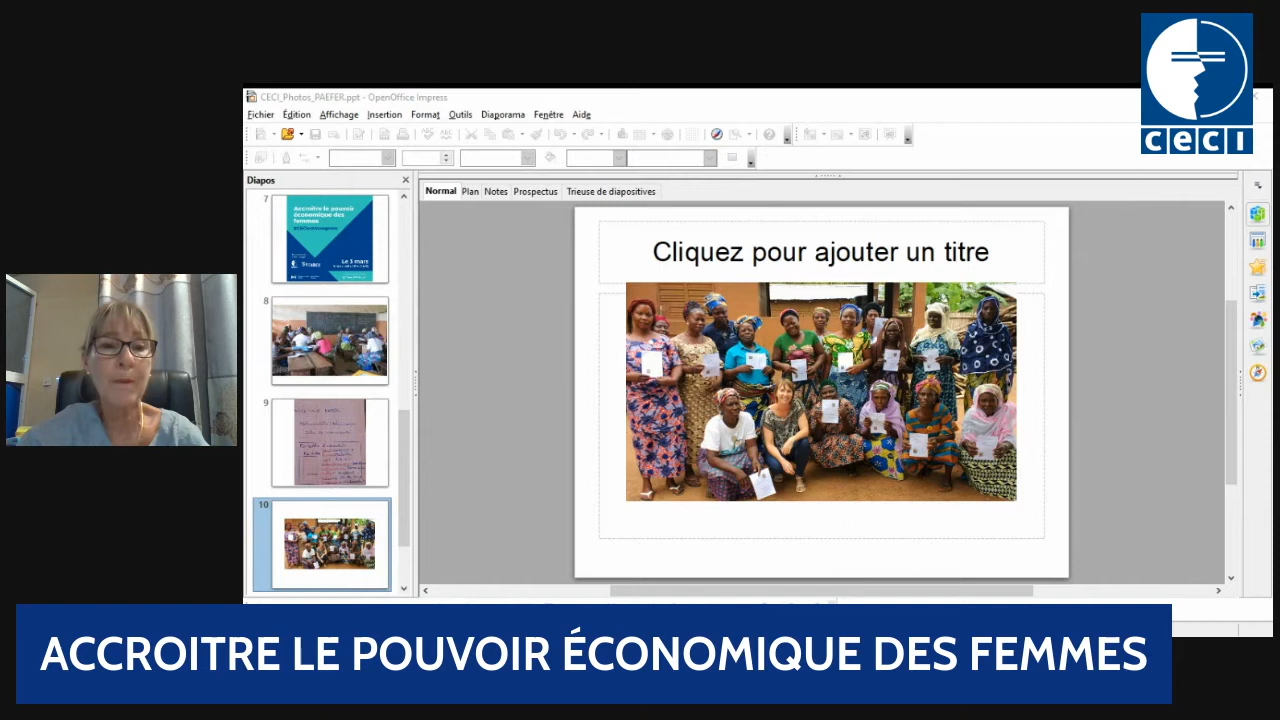 ceci
CECI_Photos_PAEFER.ppt - OpenOffice Impress
Fichier Édition Affichage Insertion Format Outils Diaporama Fenêtre Aide
Diapos
Normal Plan Notes Prospectus Trieuse de diapositives
7
Accroître le pouvoir
économique des
femmes
Le 3 mars
8
9
10
Cliquez pour ajouter un titre
ACCROITRE LE POUVOIR ÉCONOMIQUE DES FEMMES